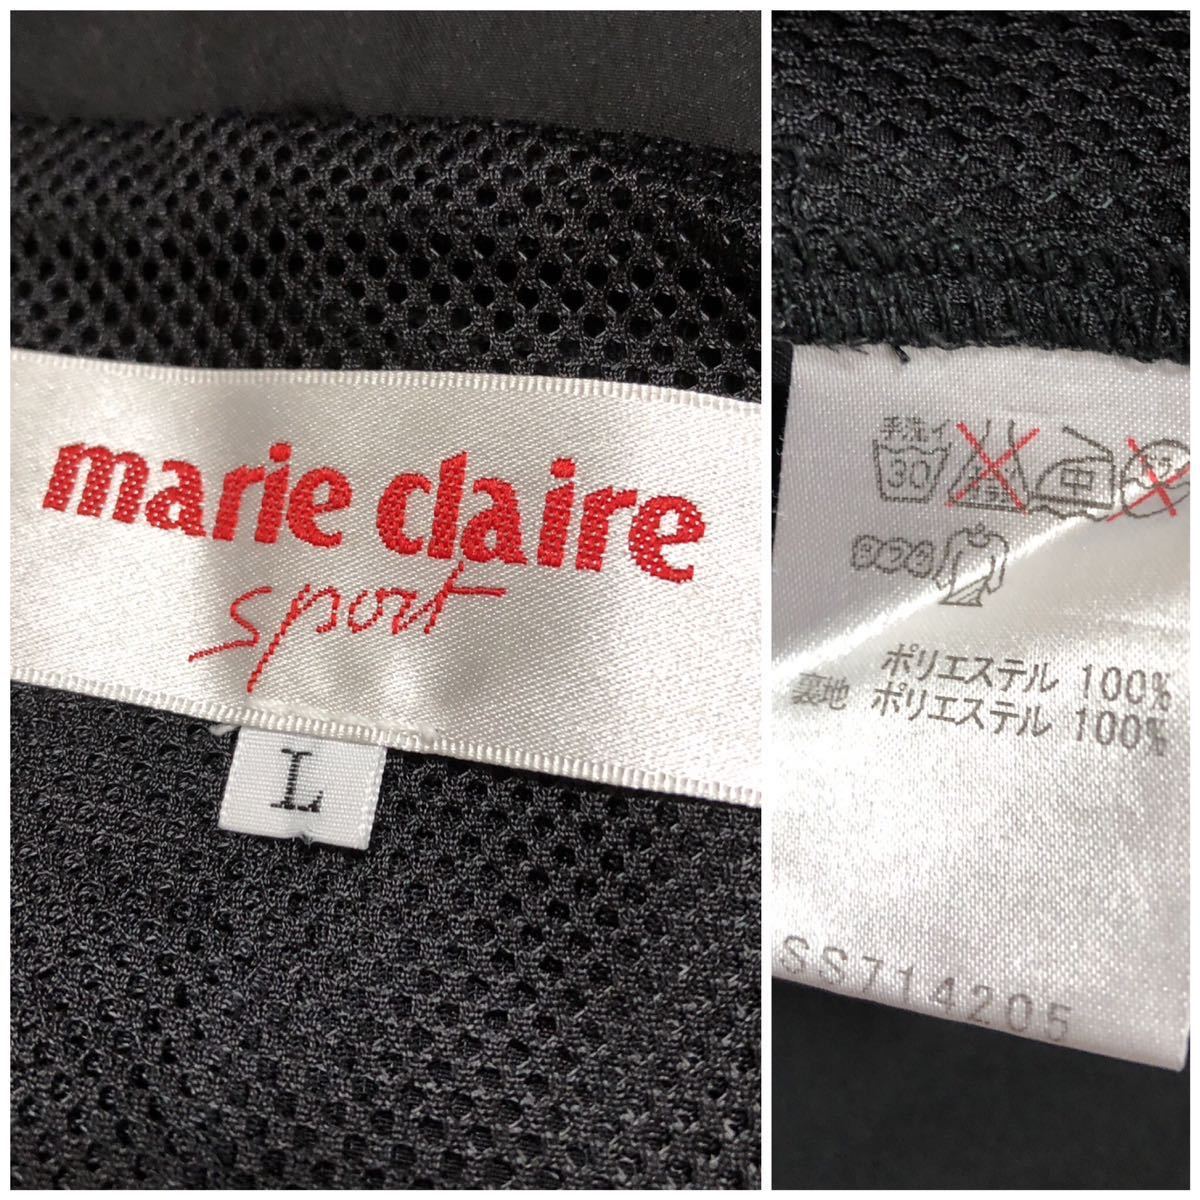 marie claire
sport
L
手洗イ
30
中
ポリエステル 100%
裏地 ポリエステル 100%
SS714205